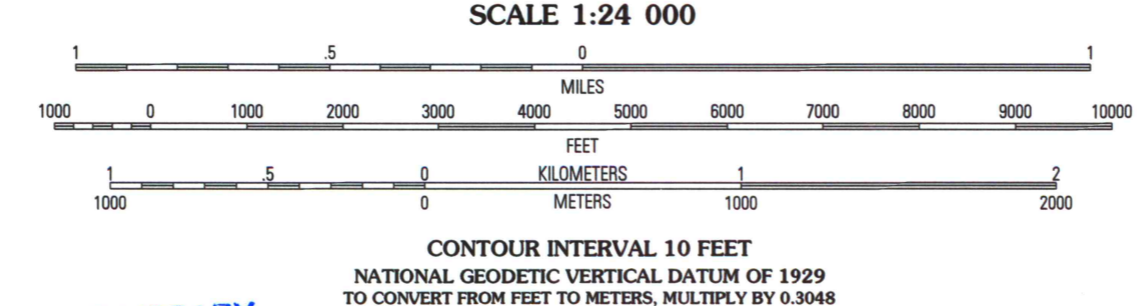 SCALE 1:24 000
1 .5 0 1
MILES
1000 0 1000 2000 3000 4000 5000 6000 7000 8000 9000 10000
FEET
1 .5 0 KILOMETERS 1 2
1000 0 METERS 1000 2000
CONTOUR INTERVAL 10 FEET
NATIONAL GEODETIC VERTICAL DATUM OF 1929
TO CONVERT FROM FEET TO METERS, MULTIPLY BY 0.3048